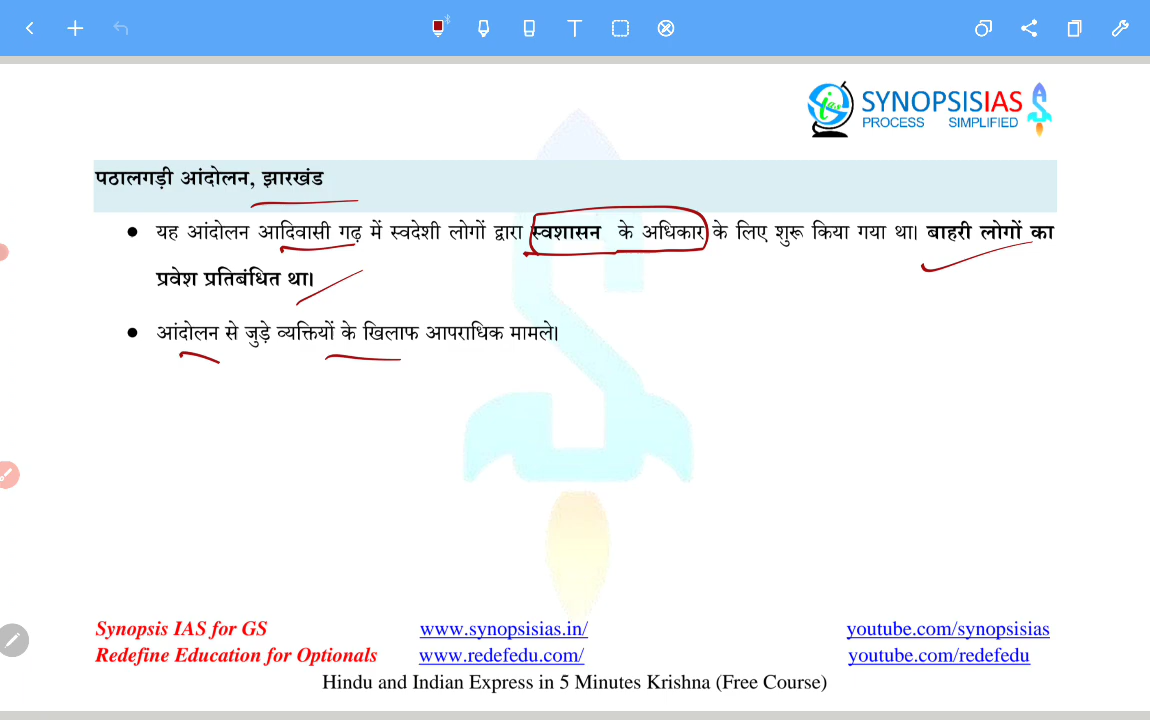 SYNOPSISIAS
PROCESS SIMPLIFIED
पठालगड़ी आंदोलन, झारखंड
● यह आंदोलन आदिवासी गढ़ में स्वदेशी लोगों द्वारा स्वशासन के अधिकार के लिए शुरू किया गया था। बाहरी लोगों का
प्रवेश प्रतिबंधित था।
● आंदोलन से जुड़े व्यक्तियों के खिलाफ आपराधिक मामले।
Synopsis IAS for GS www.synopsisias.in/ youtube.com/synopsisias
Redefine Education for Optionals www.redefedu.com/ youtube.com/redefedu
Hindu and Indian Express in 5 Minutes Krishna (Free Course)